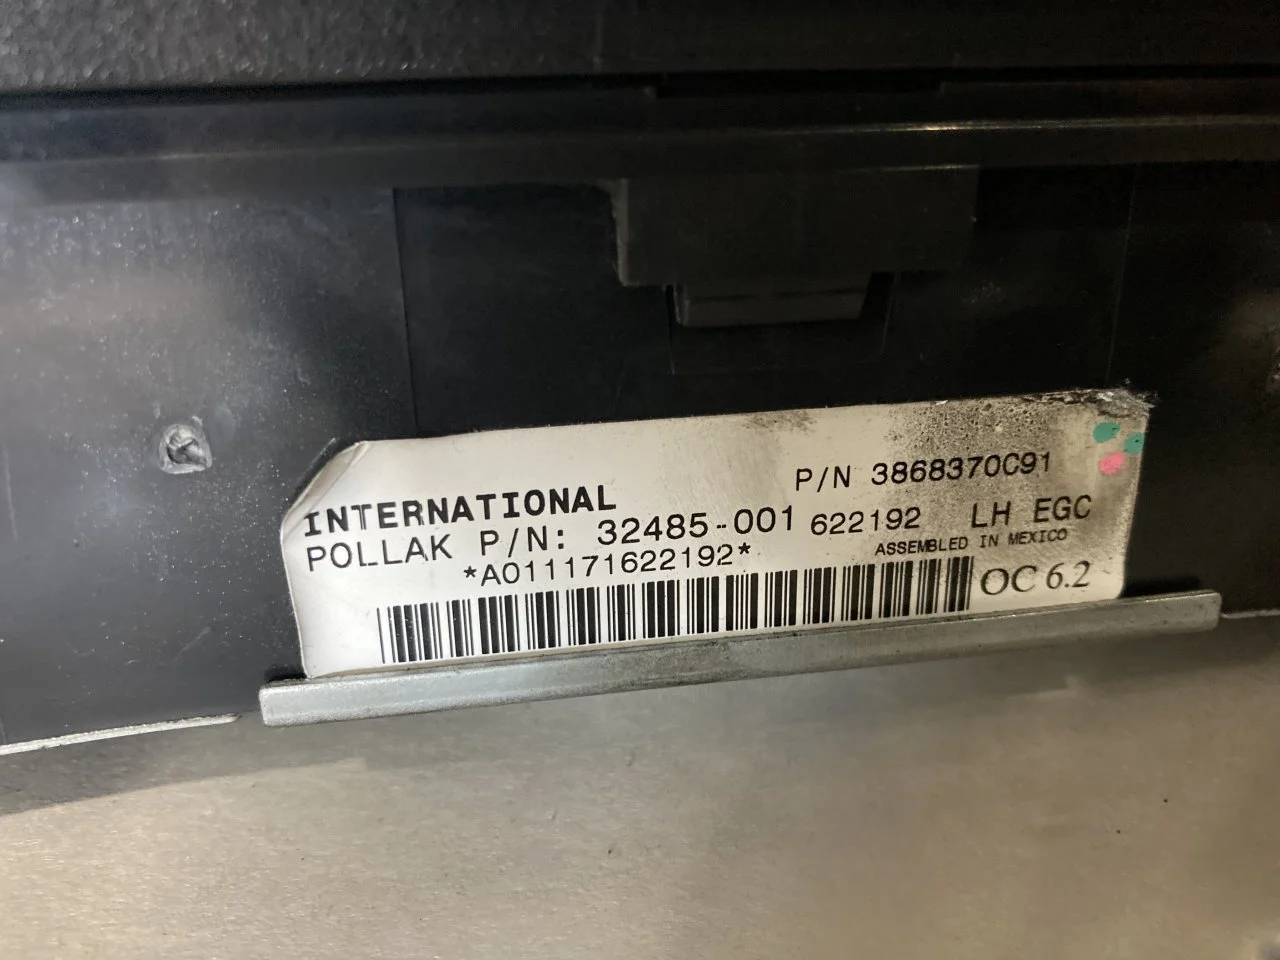 P/N 3868370C91
INTERNATIONAL
POLLAK P/N: 32485-001 622192 LH EGC
*A011171622192* ASSEMBLED IN MEXICO
OC 6.2